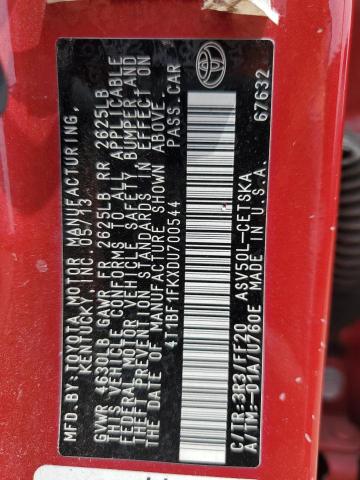 MFD.BY:TOYOTA MOTOR MANUFACTURING,
KENTUCKY, INC. 05/13
GVWR 4630LB GAWR FR 2625LB RR 2625LB
THIS VEHICLE CONFORMS TO ALL APPLICABLE
FEDERAL MOTOR VEHICLE SAFETY, BUMPER AND
THEFT PREVENTION STANDARDS IN EFFECT ON
THE DATE OF MANUFACTURE SHOWN ABOVE.
4T1BF1FKXDU700544 PASS.CAR
C/TR:3R3/FF20 ASV50L-CETSKA
A/TM:-01A/U760E MADE IN U.S.A.
67632